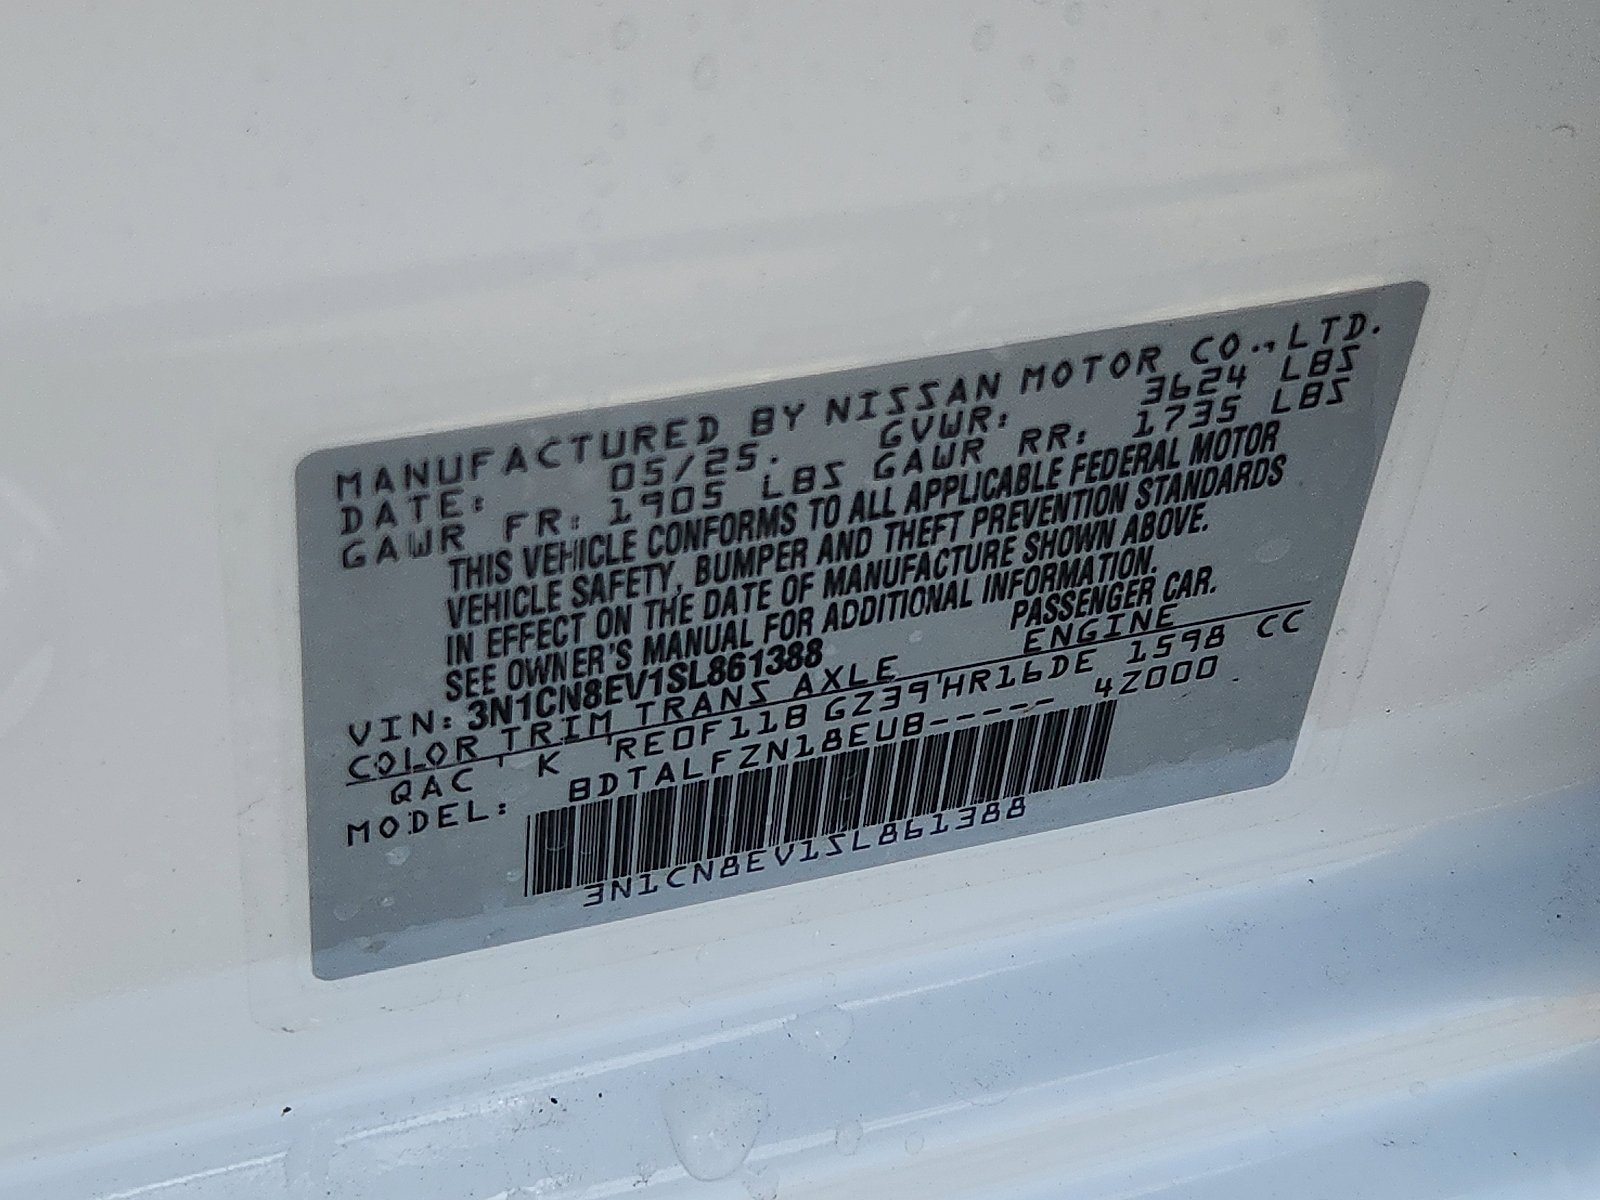 MANUFACTURED BY NISSAN MOTOR CO.,LTD.
DATE: 05/25. GVWR: 3624 LBS
GAWR FR: 1905 LBS GAWR RR: 1735 LBS
THIS VEHICLE CONFORMS TO ALL APPLICABLE FEDERAL MOTOR
VEHICLE SAFETY, BUMPER AND THEFT PREVENTION STANDARDS
IN EFFECT ON THE DATE OF MANUFACTURE SHOWN ABOVE.
SEE OWNER'S MANUAL FOR ADDITIONAL INFORMATION.
VIN: 3N1CN8EV1SL861388 PASSENGER CAR.
COLOR TRIM TRANS AXLE ENGINE
QAC K RE0F11B GZ39 HR16DE 1598 CC
MODEL: BDTALFZN18EUB----- 4Z000.
3N1CN8EV1SL861388